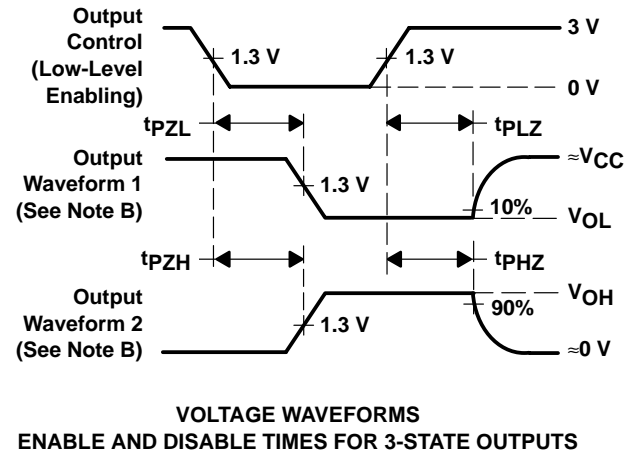 Output
Control
(Low-Level
Enabling)
1.3 V
1.3 V
3 V
0 V
tPZL
tPLZ
Output
Waveform 1
(See Note B)
1.3 V
10%
≈VCC
VOL
tPZH
tPHZ
Output
Waveform 2
(See Note B)
1.3 V
90%
VOH
≈0 V
VOLTAGE WAVEFORMS
ENABLE AND DISABLE TIMES FOR 3-STATE OUTPUTS